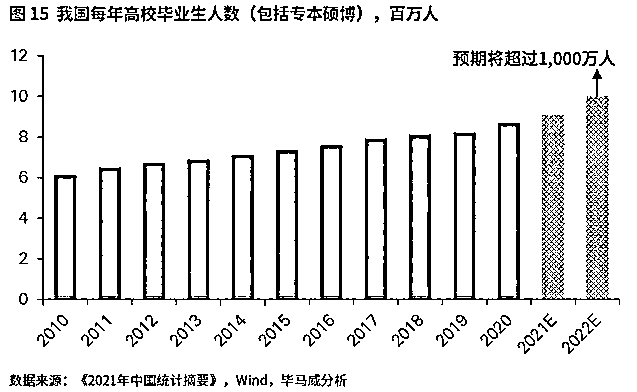 图 15 我国每年高校毕业生人数（包括专本硕博），百万人
预期将超过1,000万人
12
10
8
6
4
2
0
2010 2011 2012 2013 2014 2015 2016 2017 2018 2019 2020 2021E 2022E
数据来源：《2021年中国统计摘要》，Wind，毕马威分析